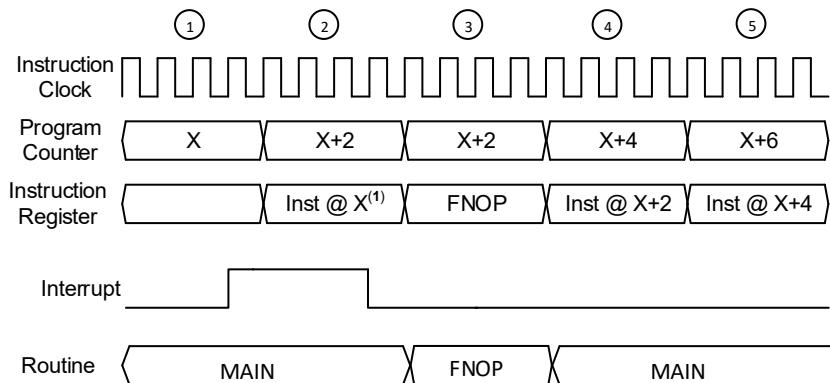 1 2 3 4 5
Instruction
Clock
Program
Counter
X X+2 X+2 X+4 X+6
Instruction
Register
Inst @ X(1) FNOP Inst @ X+2 Inst @ X+4
Interrupt
Routine MAIN FNOP MAIN